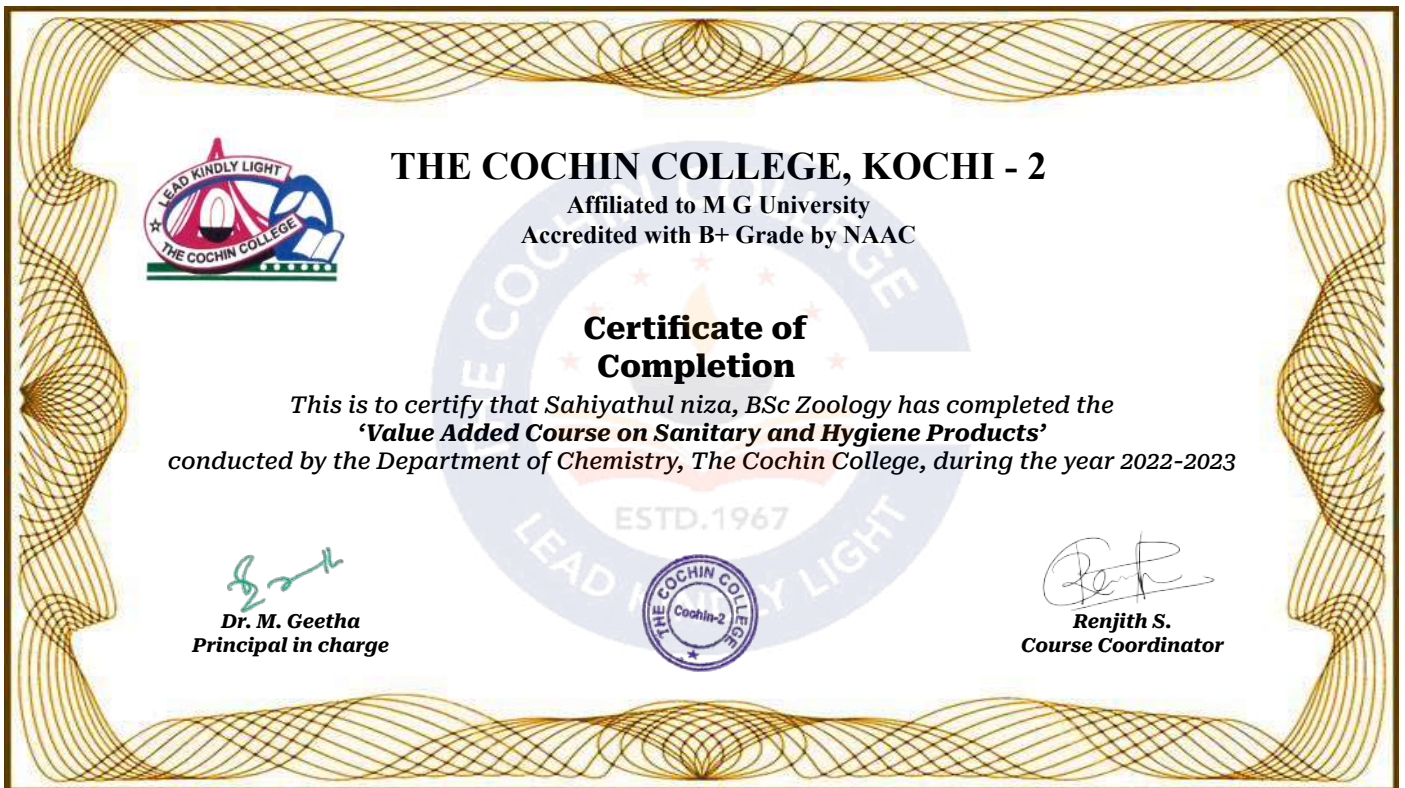 LEAD KINDLY LIGHT
THE COCHIN COLLEGE
THE COCHIN COLLEGE, KOCHI - 2
Affiliated to M G University
Accredited with B+ Grade by NAAC
THE COCHIN COLLEGE
Certificate of
Completion
This is to certify that Sahiyathul niza, BSc Zoology has completed the
‘Value Added Course on Sanitary and Hygiene Products’
conducted by the Department of Chemistry, The Cochin College, during the year 2022-2023
ESTD.1967
LEAD KINDLY LIGHT
Dr. M. Geetha
Principal in charge
THE COCHIN COLLEGE
Cochin-2
Renjith S.
Course Coordinator